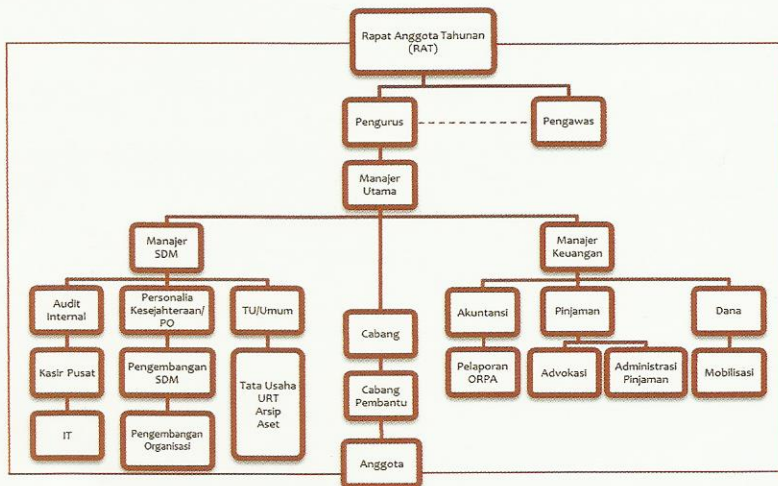 Rapat Anggota Tahunan
(RAT)
Pengurus
Pengawas
Manajer
Utama
Manajer
SDM
Manajer
Keuangan
Audit
Internal
Personalia
Kesejahteraan/
PO
TU/Umum
Cabang
Akuntansi
Pinjaman
Dana
Kasir Pusat
Pengembangan
SDM
Tata Usaha
URT
Arsip
Aset
Cabang
Pembantu
Pelaporan
ORPA
Advokasi
Administrasi
Pinjaman
Mobilisasi
IT
Pengembangan
Organisasi
Anggota